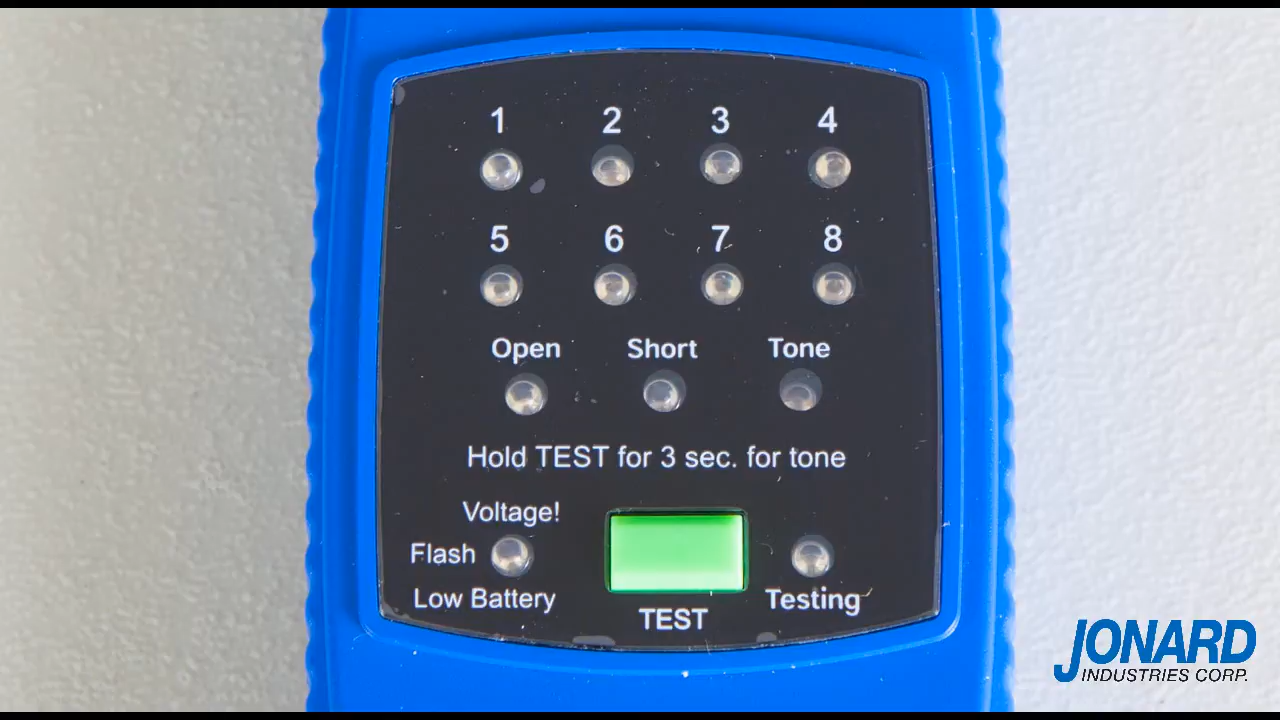 1 2 3 4
5 6 7 8
Open Short Tone
Hold TEST for 3 sec. for tone
Voltage!
Flash
Low Battery
TEST
Testing
JONARD
INDUSTRIES CORP.